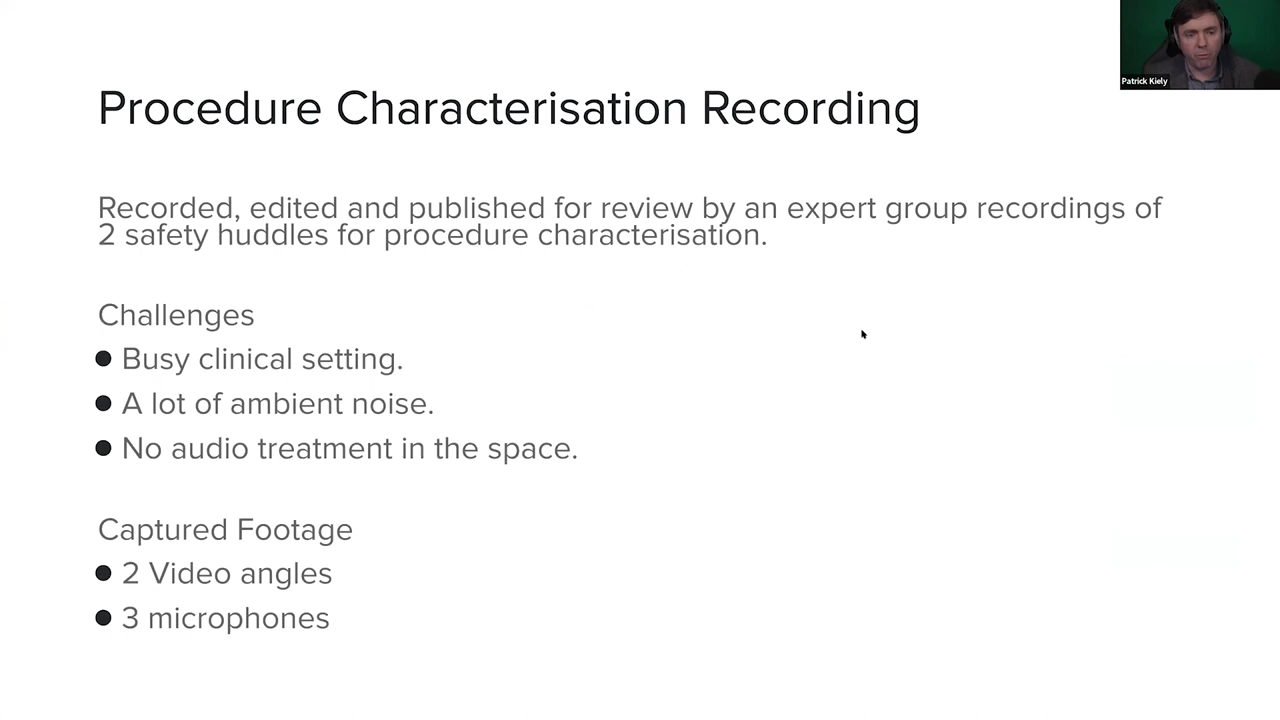 Patrick Kiely
Procedure Characterisation Recording
Recorded, edited and published for review by an expert group recordings of
2 safety huddles for procedure characterisation.
Challenges
● Busy clinical setting.
● A lot of ambient noise.
● No audio treatment in the space.
Captured Footage
● 2 Video angles
● 3 microphones